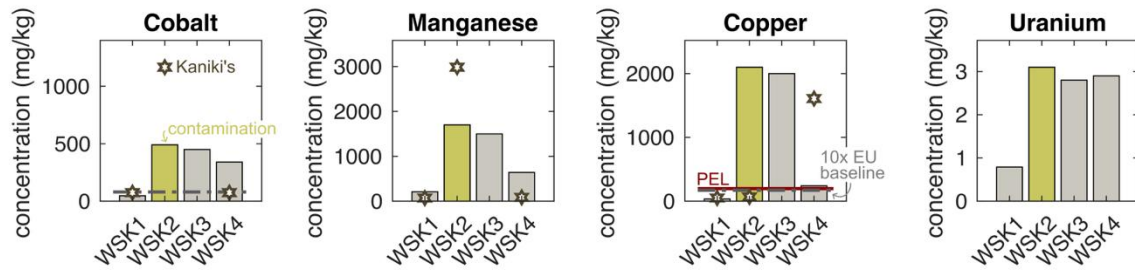 Cobalt
concentration (mg/kg)
1000
500
0
Kaniki's
contamination
WSK1
WSK2
WSK3
WSK4
Manganese
concentration (mg/kg)
3000
2000
1000
0
WSK1
WSK2
WSK3
WSK4
Copper
concentration (mg/kg)
2000
1000
0
PEL
10x EU
baseline
WSK1
WSK2
WSK3
WSK4
Uranium
concentration (mg/kg)
3
2
1
0
WSK1
WSK2
WSK3
WSK4